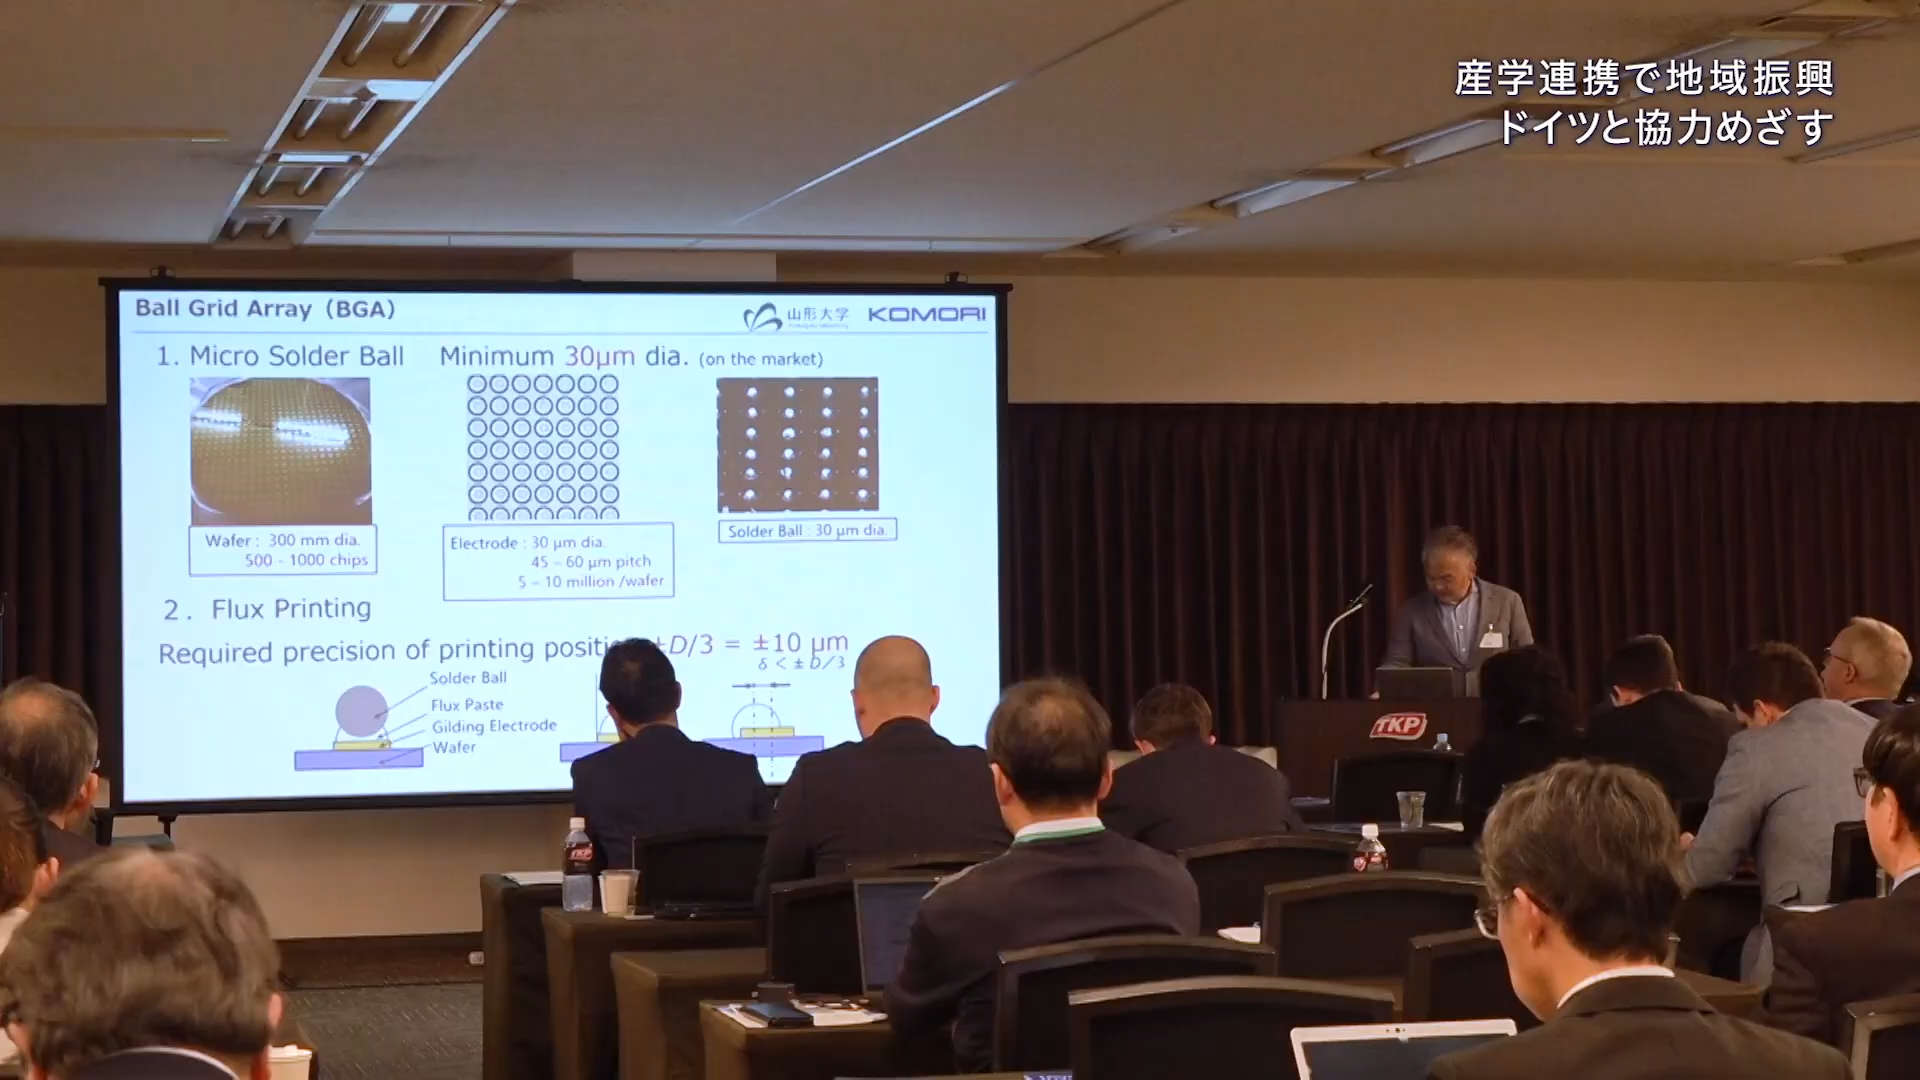 産学連携で地域振興
ドイツと協力めざす
Ball Grid Array（BGA）
山形大学 KOMORI
1. Micro Solder Ball Minimum 30μm dia. (on the market)
Wafer : 300 mm dia.
500 - 1000 chips
Electrode : 30 μm dia.
45 – 60 μm pitch
5 – 10 million /wafer
Solder Ball : 30 μm dia.
2. Flux Printing
Required precision of printing ±D/3 = ±10 μm
δ < ± D/3
Solder Ball
Flux Paste
Gilding Electrode
Wafer
TKP
TKP